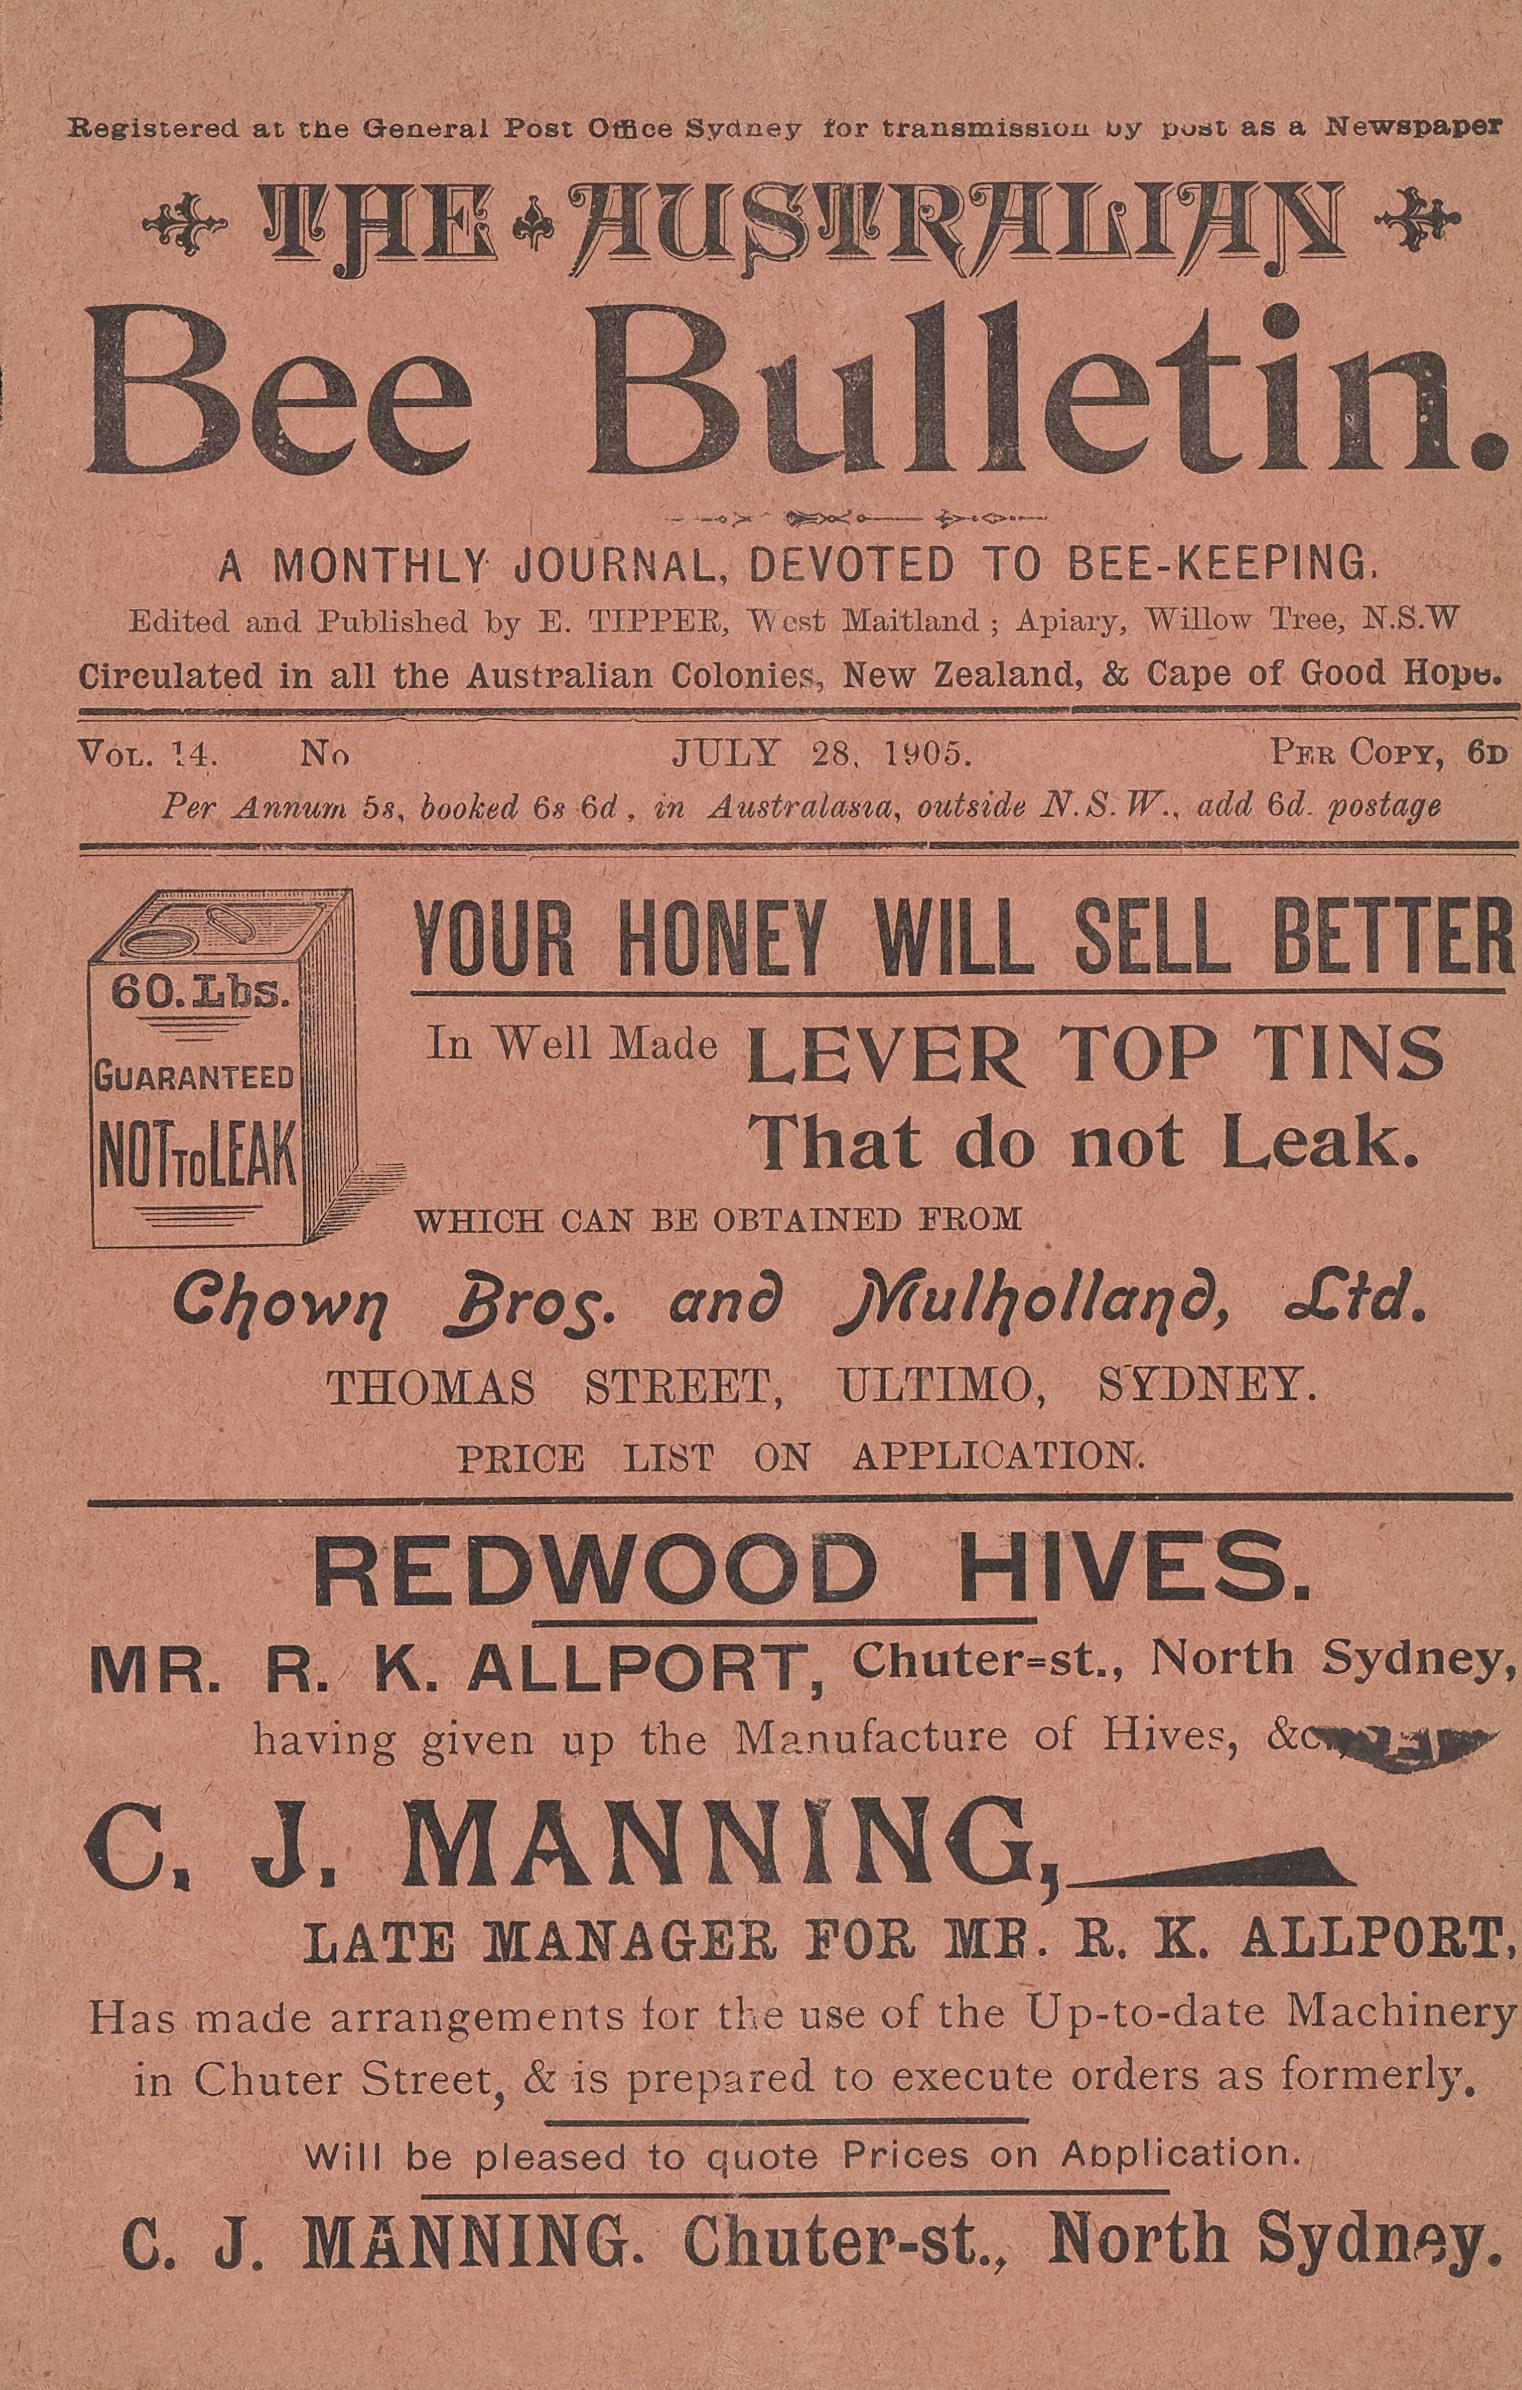 Registered at the General Post Office Sydney for transmission by post as a Newspaper
THE AUSTRALIAN
Bee Bulletin.
A MONTHLY JOURNAL, DEVOTED TO BEE-KEEPING.
Edited and Published by E. TIPPER, West Maitland ; Apiary, Willow Tree, N.S.W
Circulated in all the Australian Colonies, New Zealand, & Cape of Good Hope.
VOL. 14. No JULY 28, 1905. PER COPY, 6D
Per Annum 5s, booked 6s 6d , in Australasia, outside N.S.W., add 6d. postage
60.Lbs.
GUARANTEED
NOT TO LEAK
YOUR HONEY WILL SELL BETTER
In Well Made LEVER TOP TINS
That do not Leak.
WHICH CAN BE OBTAINED FROM
Chown Bros. and Mulholland, Ltd.
THOMAS STREET, ULTIMO, SYDNEY.
PRICE LIST ON APPLICATION.
REDWOOD HIVES.
MR. R. K. ALLPORT, Chuter=st., North Sydney,
having given up the Manufacture of Hives, &c.,
C. J. MANNING,
LATE MANAGER FOR MR. R. K. ALLPORT,
Has made arrangements for the use of the Up-to-date Machinery
in Chuter Street, & is prepared to execute orders as formerly.
Will be pleased to quote Prices on Application.
C. J. MANNING. Chuter-st., North Sydney.